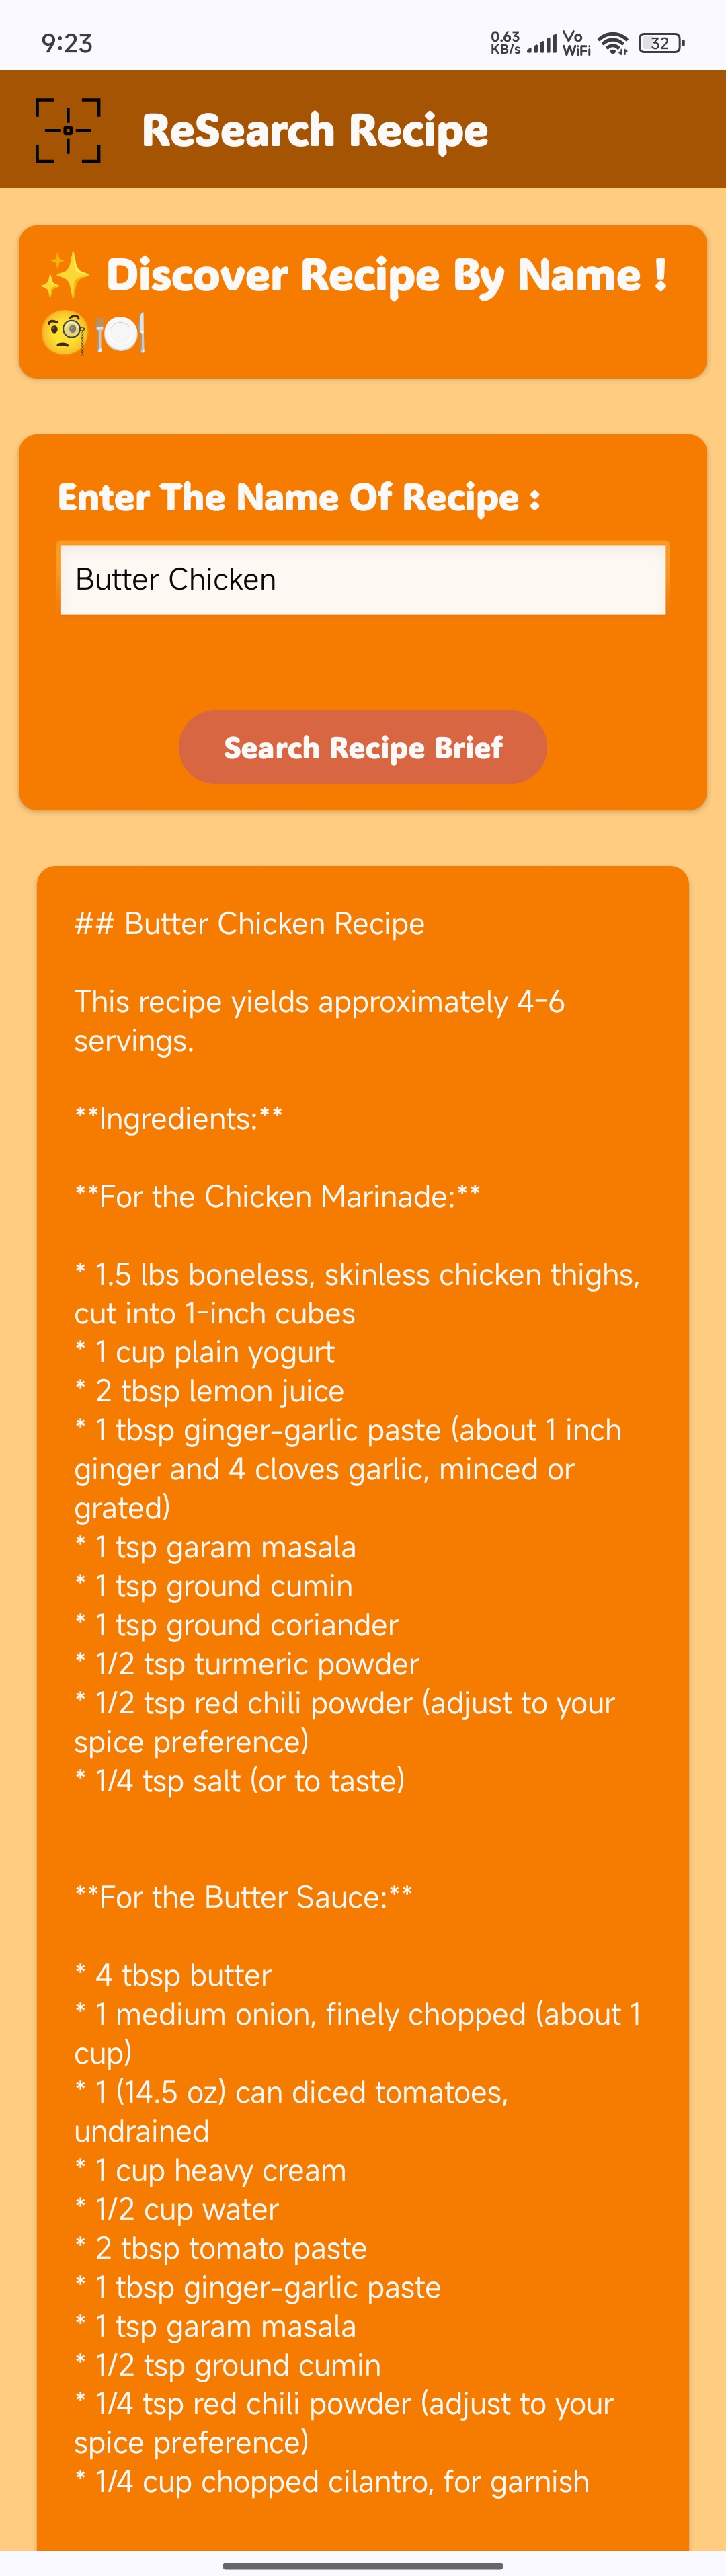 9:23
0.63
KB/s
Vo
WiFi
32
ReSearch Recipe
✨ Discover Recipe By Name !
🧐🍽️
Enter The Name Of Recipe :
Butter Chicken
Search Recipe Brief
## Butter Chicken Recipe
This recipe yields approximately 4-6
servings.
**Ingredients:**
**For the Chicken Marinade:**
* 1.5 lbs boneless, skinless chicken thighs,
cut into 1-inch cubes
* 1 cup plain yogurt
* 2 tbsp lemon juice
* 1 tbsp ginger-garlic paste (about 1 inch
ginger and 4 cloves garlic, minced or
grated)
* 1 tsp garam masala
* 1 tsp ground cumin
* 1 tsp ground coriander
* 1/2 tsp turmeric powder
* 1/2 tsp red chili powder (adjust to your
spice preference)
* 1/4 tsp salt (or to taste)
**For the Butter Sauce:**
* 4 tbsp butter
* 1 medium onion, finely chopped (about 1
cup)
* 1 (14.5 oz) can diced tomatoes,
undrained
* 1 cup heavy cream
* 1/2 cup water
* 2 tbsp tomato paste
* 1 tbsp ginger-garlic paste
* 1 tsp garam masala
* 1/2 tsp ground cumin
* 1/4 tsp red chili powder (adjust to your
spice preference)
* 1/4 cup chopped cilantro, for garnish